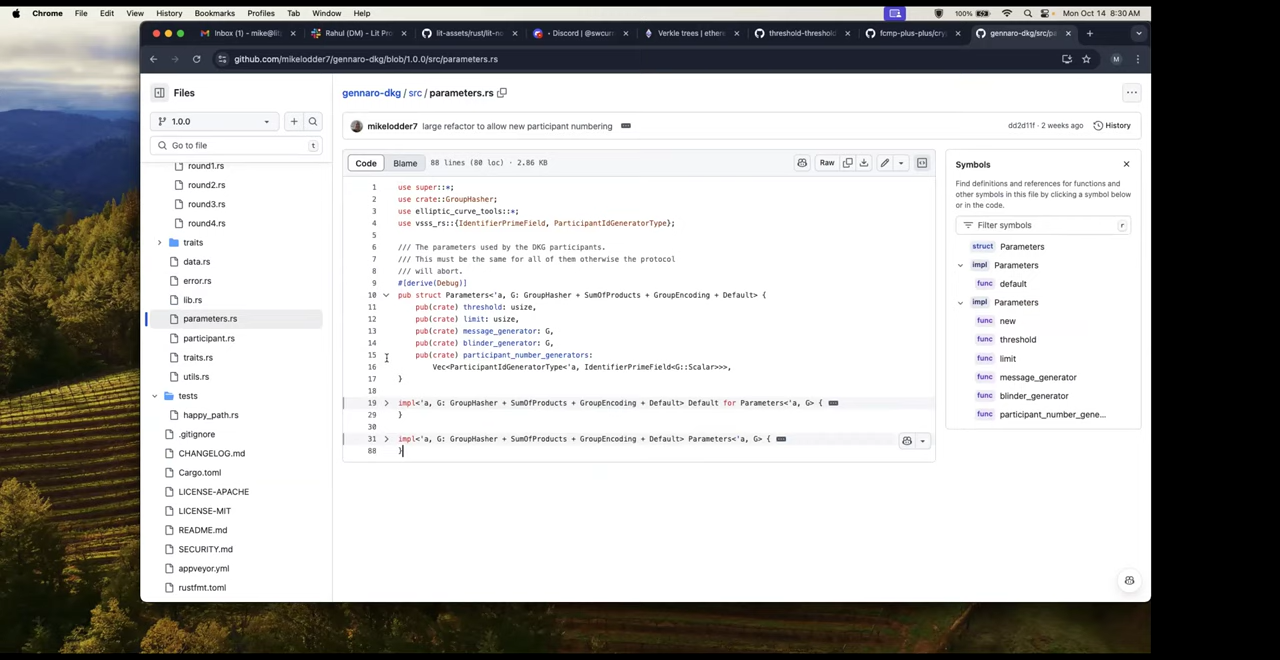 Chrome File Edit View History Bookmarks Profiles Tab Window Help 100% Mon Oct 14 8:30 AM
Inbox (1) - mike@lit Rahul (DM) - Lit Pro lit-assets/rust/lit-no • Discord | @swcur Verkle trees | ether threshold-threshold fcmp-plus-plus/cry gennaro-dkg/src/pa
github.com/mikelodder7/gennaro-dkg/blob/1.0.0/src/parameters.rs M
Files
1.0.0
Go to file t
round1.rs
round2.rs
round3.rs
round4.rs
traits
data.rs
error.rs
lib.rs
parameters.rs
participant.rs
traits.rs
utils.rs
tests
happy_path.rs
.gitignore
CHANGELOG.md
Cargo.toml
LICENSE-APACHE
LICENSE-MIT
README.md
SECURITY.md
appveyor.yml
rustfmt.toml
gennaro-dkg / src / parameters.rs
mikelodder7 large refactor to allow new participant numbering dd2d11f · 2 weeks ago History
Code Blame 88 lines (80 loc) · 2.86 KB Raw
1 use super::*;
2 use crate::GroupHasher;
3 use elliptic_curve_tools::*;
4 use vsss_rs::{IdentifierPrimeField, ParticipantIdGeneratorType};
5
6 /// The parameters used by the DKG participants.
7 /// This must be the same for all of them otherwise the protocol
8 /// will abort.
9 #[derive(Debug)]
10 pub struct Parameters<'a, G: GroupHasher + SumOfProducts + GroupEncoding + Default> {
11 pub(crate) threshold: usize,
12 pub(crate) limit: usize,
13 pub(crate) message_generator: G,
14 pub(crate) blinder_generator: G,
15 pub(crate) participant_number_generators:
16 Vec<ParticipantIdGeneratorType<'a, IdentifierPrimeField<G::Scalar>>>,
17 }
18
19 impl<'a, G: GroupHasher + SumOfProducts + GroupEncoding + Default> Default for Parameters<'a, G> {
29 }
30
31 impl<'a, G: GroupHasher + SumOfProducts + GroupEncoding + Default> Parameters<'a, G> {
88 }
Symbols
Find definitions and references for functions and
other symbols in this file by clicking a symbol below
or in the code.
Filter symbols r
struct Parameters
impl Parameters
func default
impl Parameters
func new
func threshold
func limit
func message_generator
func blinder_generator
func participant_number_gene...